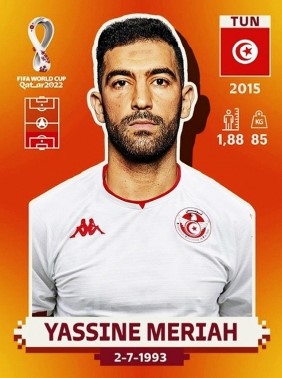 TUN
FIFA WORLD CUP
Qatar2022
2015
KG
1,88 85
YASSINE MERIAH
2-7-1993